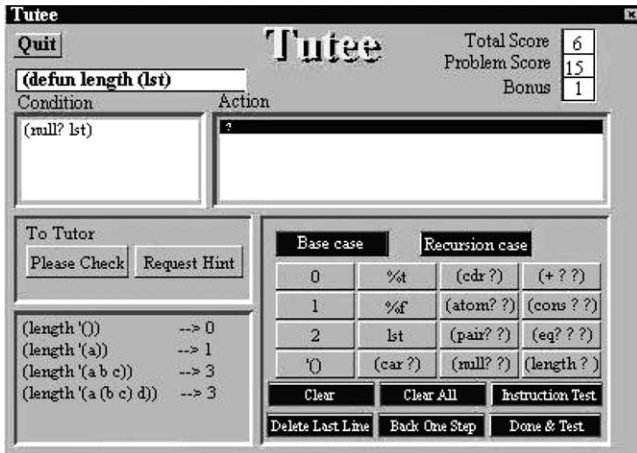 Tutee
Quit
Tutee
Total Score 6
Problem Score 15
Bonus 1
(defun length (lst)
Condition Action
(null? lst)
?
To Tutor
Please Check Request Hint
Base case Recursion case
0 %t (cdr ?) (+ ? ?)
1 %f (atom? ?) (cons ? ?)
2 lst (pair? ?) (eq? ? ?)
'() (car ?) (null? ?) (length ? )
Clear Clear All Instruction Test
Delete Last Line Back One Step Done & Test
(length '()) --> 0
(length '(a)) --> 1
(length '(a b c)) --> 3
(length '(a (b c) d)) --> 3